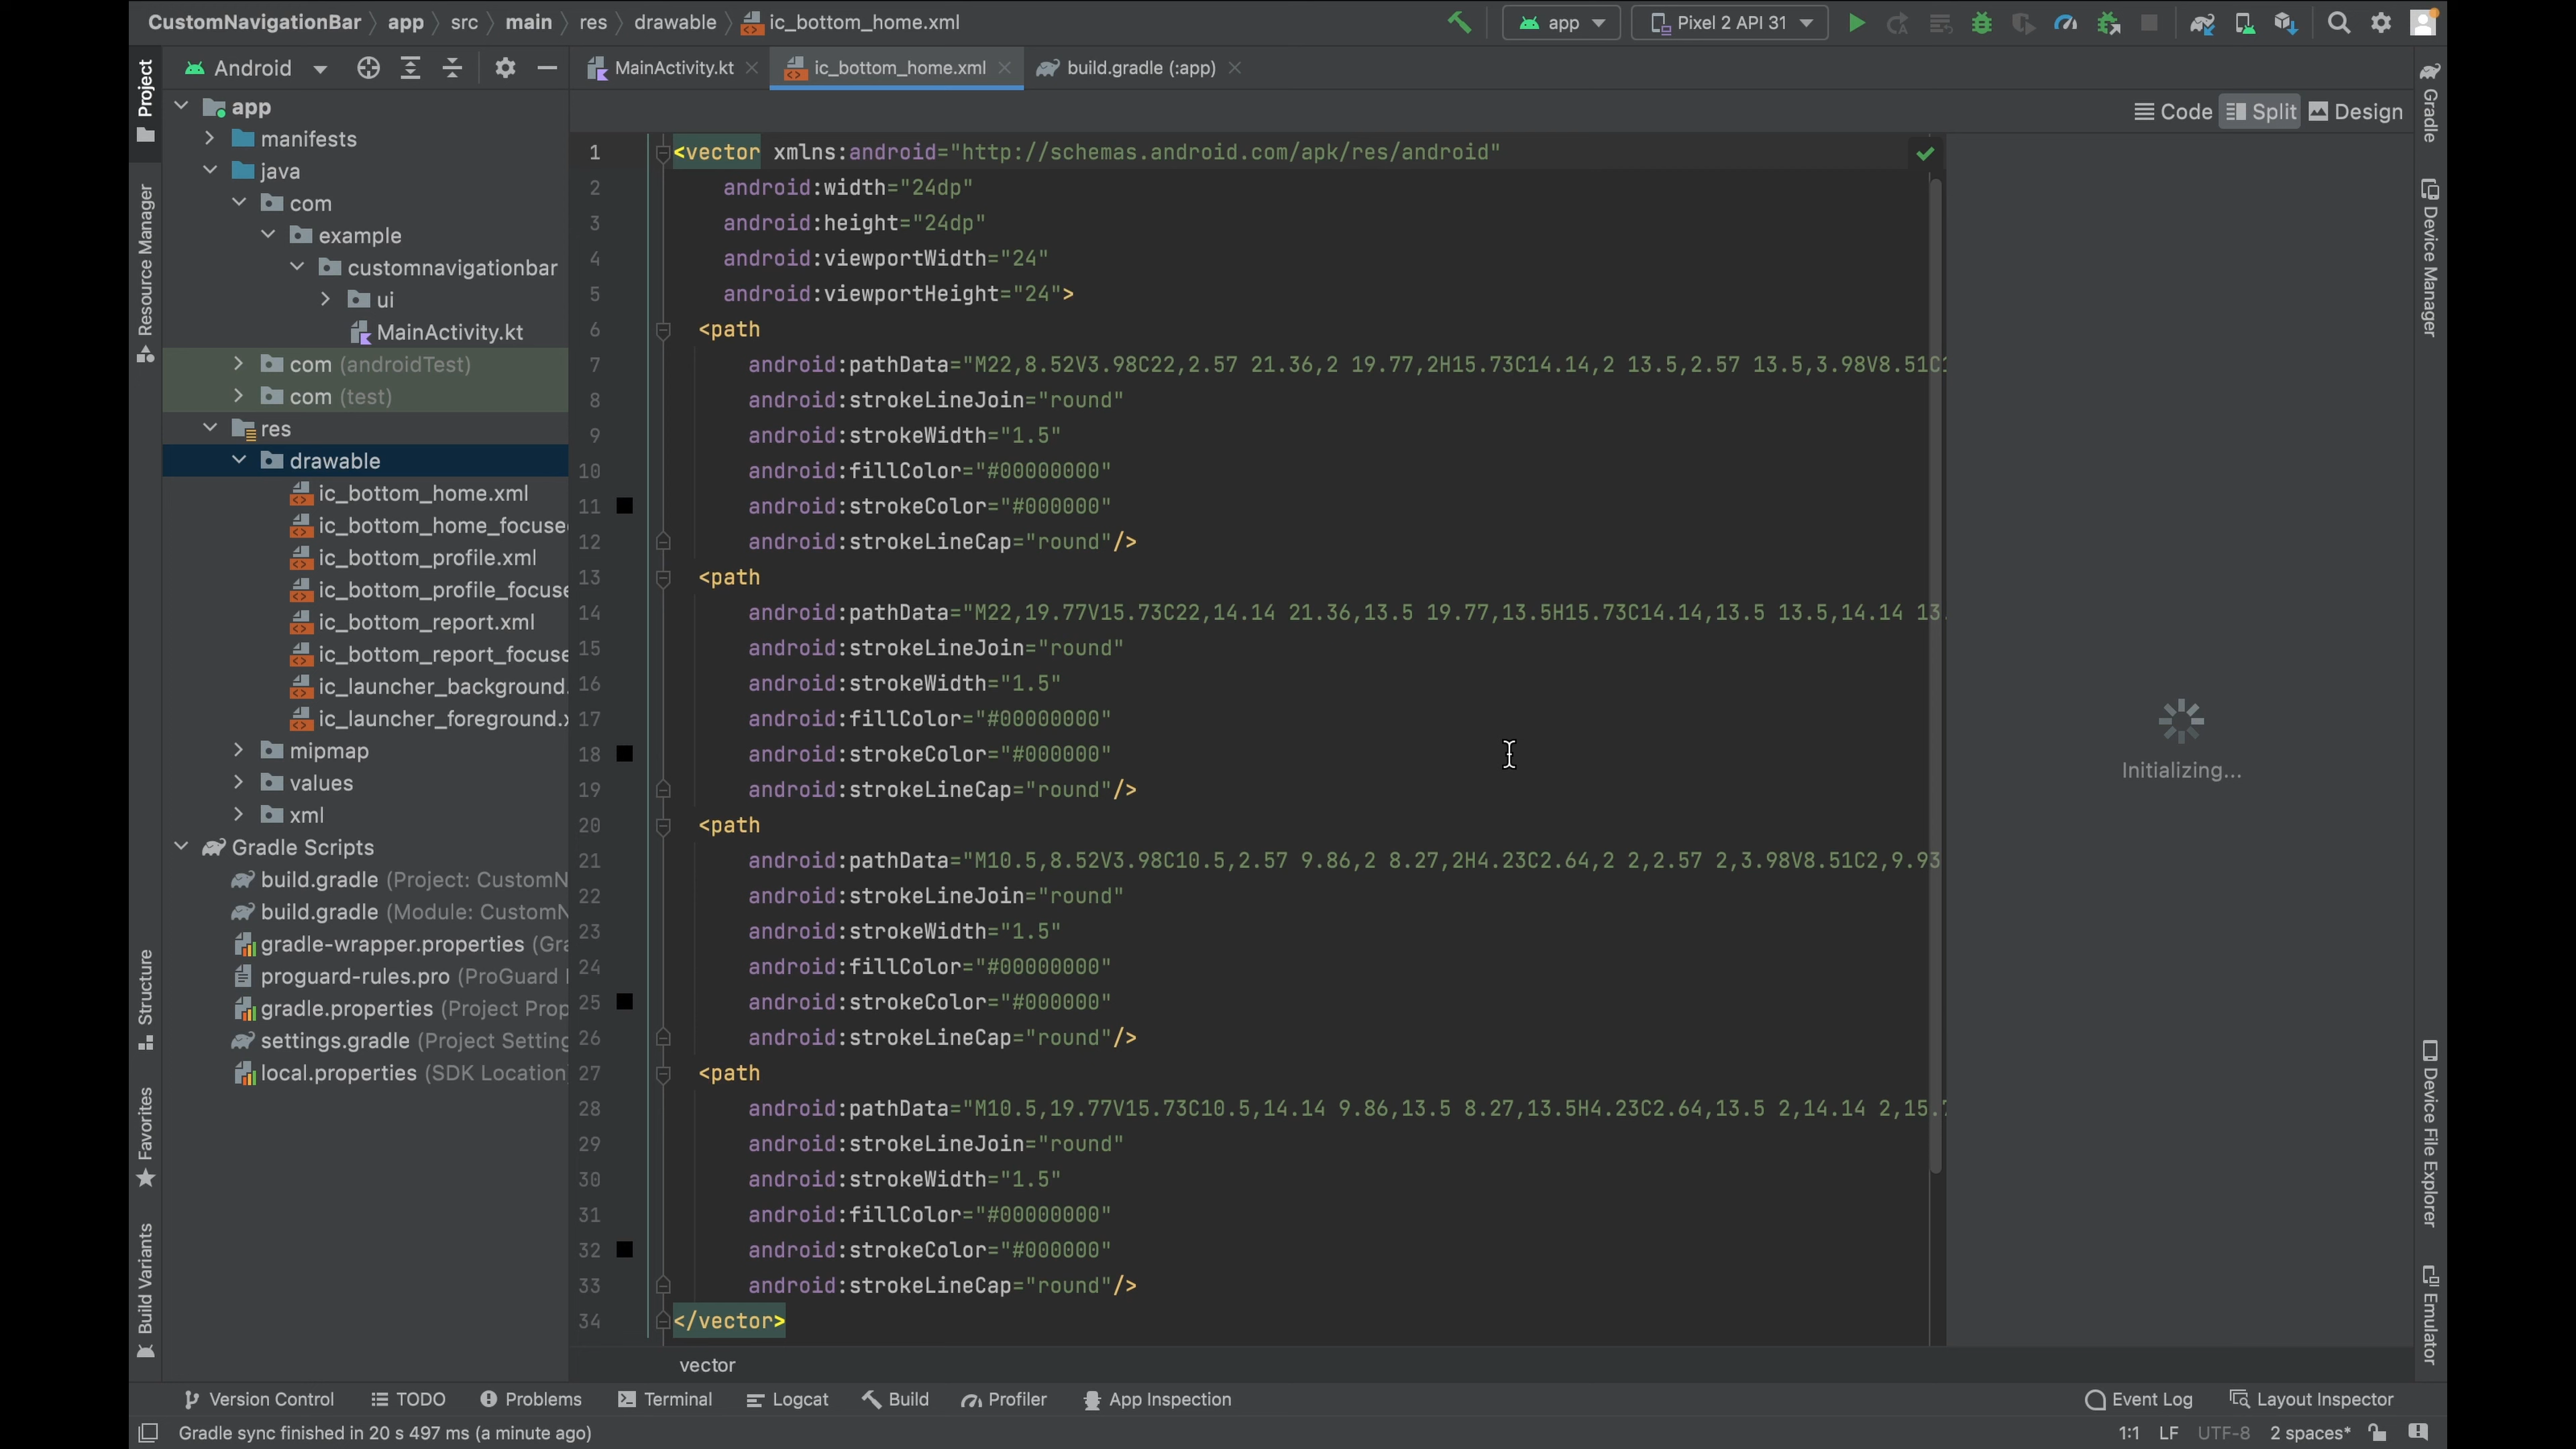 CustomNavigationBar app src main res drawable ic_bottom_home.xml
app Pixel 2 API 31
Project
Resource Manager
Structure
Favorites
Build Variants
Android
app
manifests
java
com
example
customnavigationbar
ui
MainActivity.kt
com (androidTest)
com (test)
res
drawable
ic_bottom_home.xml
ic_bottom_home_focuse
ic_bottom_profile.xml
ic_bottom_profile_focuse
ic_bottom_report.xml
ic_bottom_report_focuse
ic_launcher_background.
ic_launcher_foreground.x
mipmap
values
xml
Gradle Scripts
build.gradle (Project: CustomN
build.gradle (Module: CustomN
gradle-wrapper.properties (Gra
proguard-rules.pro (ProGuard
gradle.properties (Project Prop
settings.gradle (Project Setting
local.properties (SDK Location
MainActivity.kt ic_bottom_home.xml build.gradle (:app)
Code Split Design
1 <vector xmlns:android="http://schemas.android.com/apk/res/android"
2 android:width="24dp"
3 android:height="24dp"
4 android:viewportWidth="24"
5 android:viewportHeight="24">
6 <path
7 android:pathData="M22,8.52V3.98C22,2.57 21.36,2 19.77,2H15.73C14.14,2 13.5,2.57 13.5,3.98V8.51C
8 android:strokeLineJoin="round"
9 android:strokeWidth="1.5"
10 android:fillColor="#00000000"
11 android:strokeColor="#000000"
12 android:strokeLineCap="round"/>
13 <path
14 android:pathData="M22,19.77V15.73C22,14.14 21.36,13.5 19.77,13.5H15.73C14.14,13.5 13.5,14.14 13.
15 android:strokeLineJoin="round"
16 android:strokeWidth="1.5"
17 android:fillColor="#00000000"
18 android:strokeColor="#000000"
19 android:strokeLineCap="round"/>
20 <path
21 android:pathData="M10.5,8.52V3.98C10.5,2.57 9.86,2 8.27,2H4.23C2.64,2 2,2.57 2,3.98V8.51C2,9.93
22 android:strokeLineJoin="round"
23 android:strokeWidth="1.5"
24 android:fillColor="#00000000"
25 android:strokeColor="#000000"
26 android:strokeLineCap="round"/>
27 <path
28 android:pathData="M10.5,19.77V15.73C10.5,14.14 9.86,13.5 8.27,13.5H4.23C2.64,13.5 2,14.14 2,15.7
29 android:strokeLineJoin="round"
30 android:strokeWidth="1.5"
31 android:fillColor="#00000000"
32 android:strokeColor="#000000"
33 android:strokeLineCap="round"/>
34 </vector>
vector
Initializing...
Gradle
Device Manager
Device File Explorer
Emulator
Version Control TODO Problems Terminal Logcat Build Profiler App Inspection Event Log Layout Inspector
Gradle sync finished in 20 s 497 ms (a minute ago) 1:1 LF UTF-8 2 spaces*